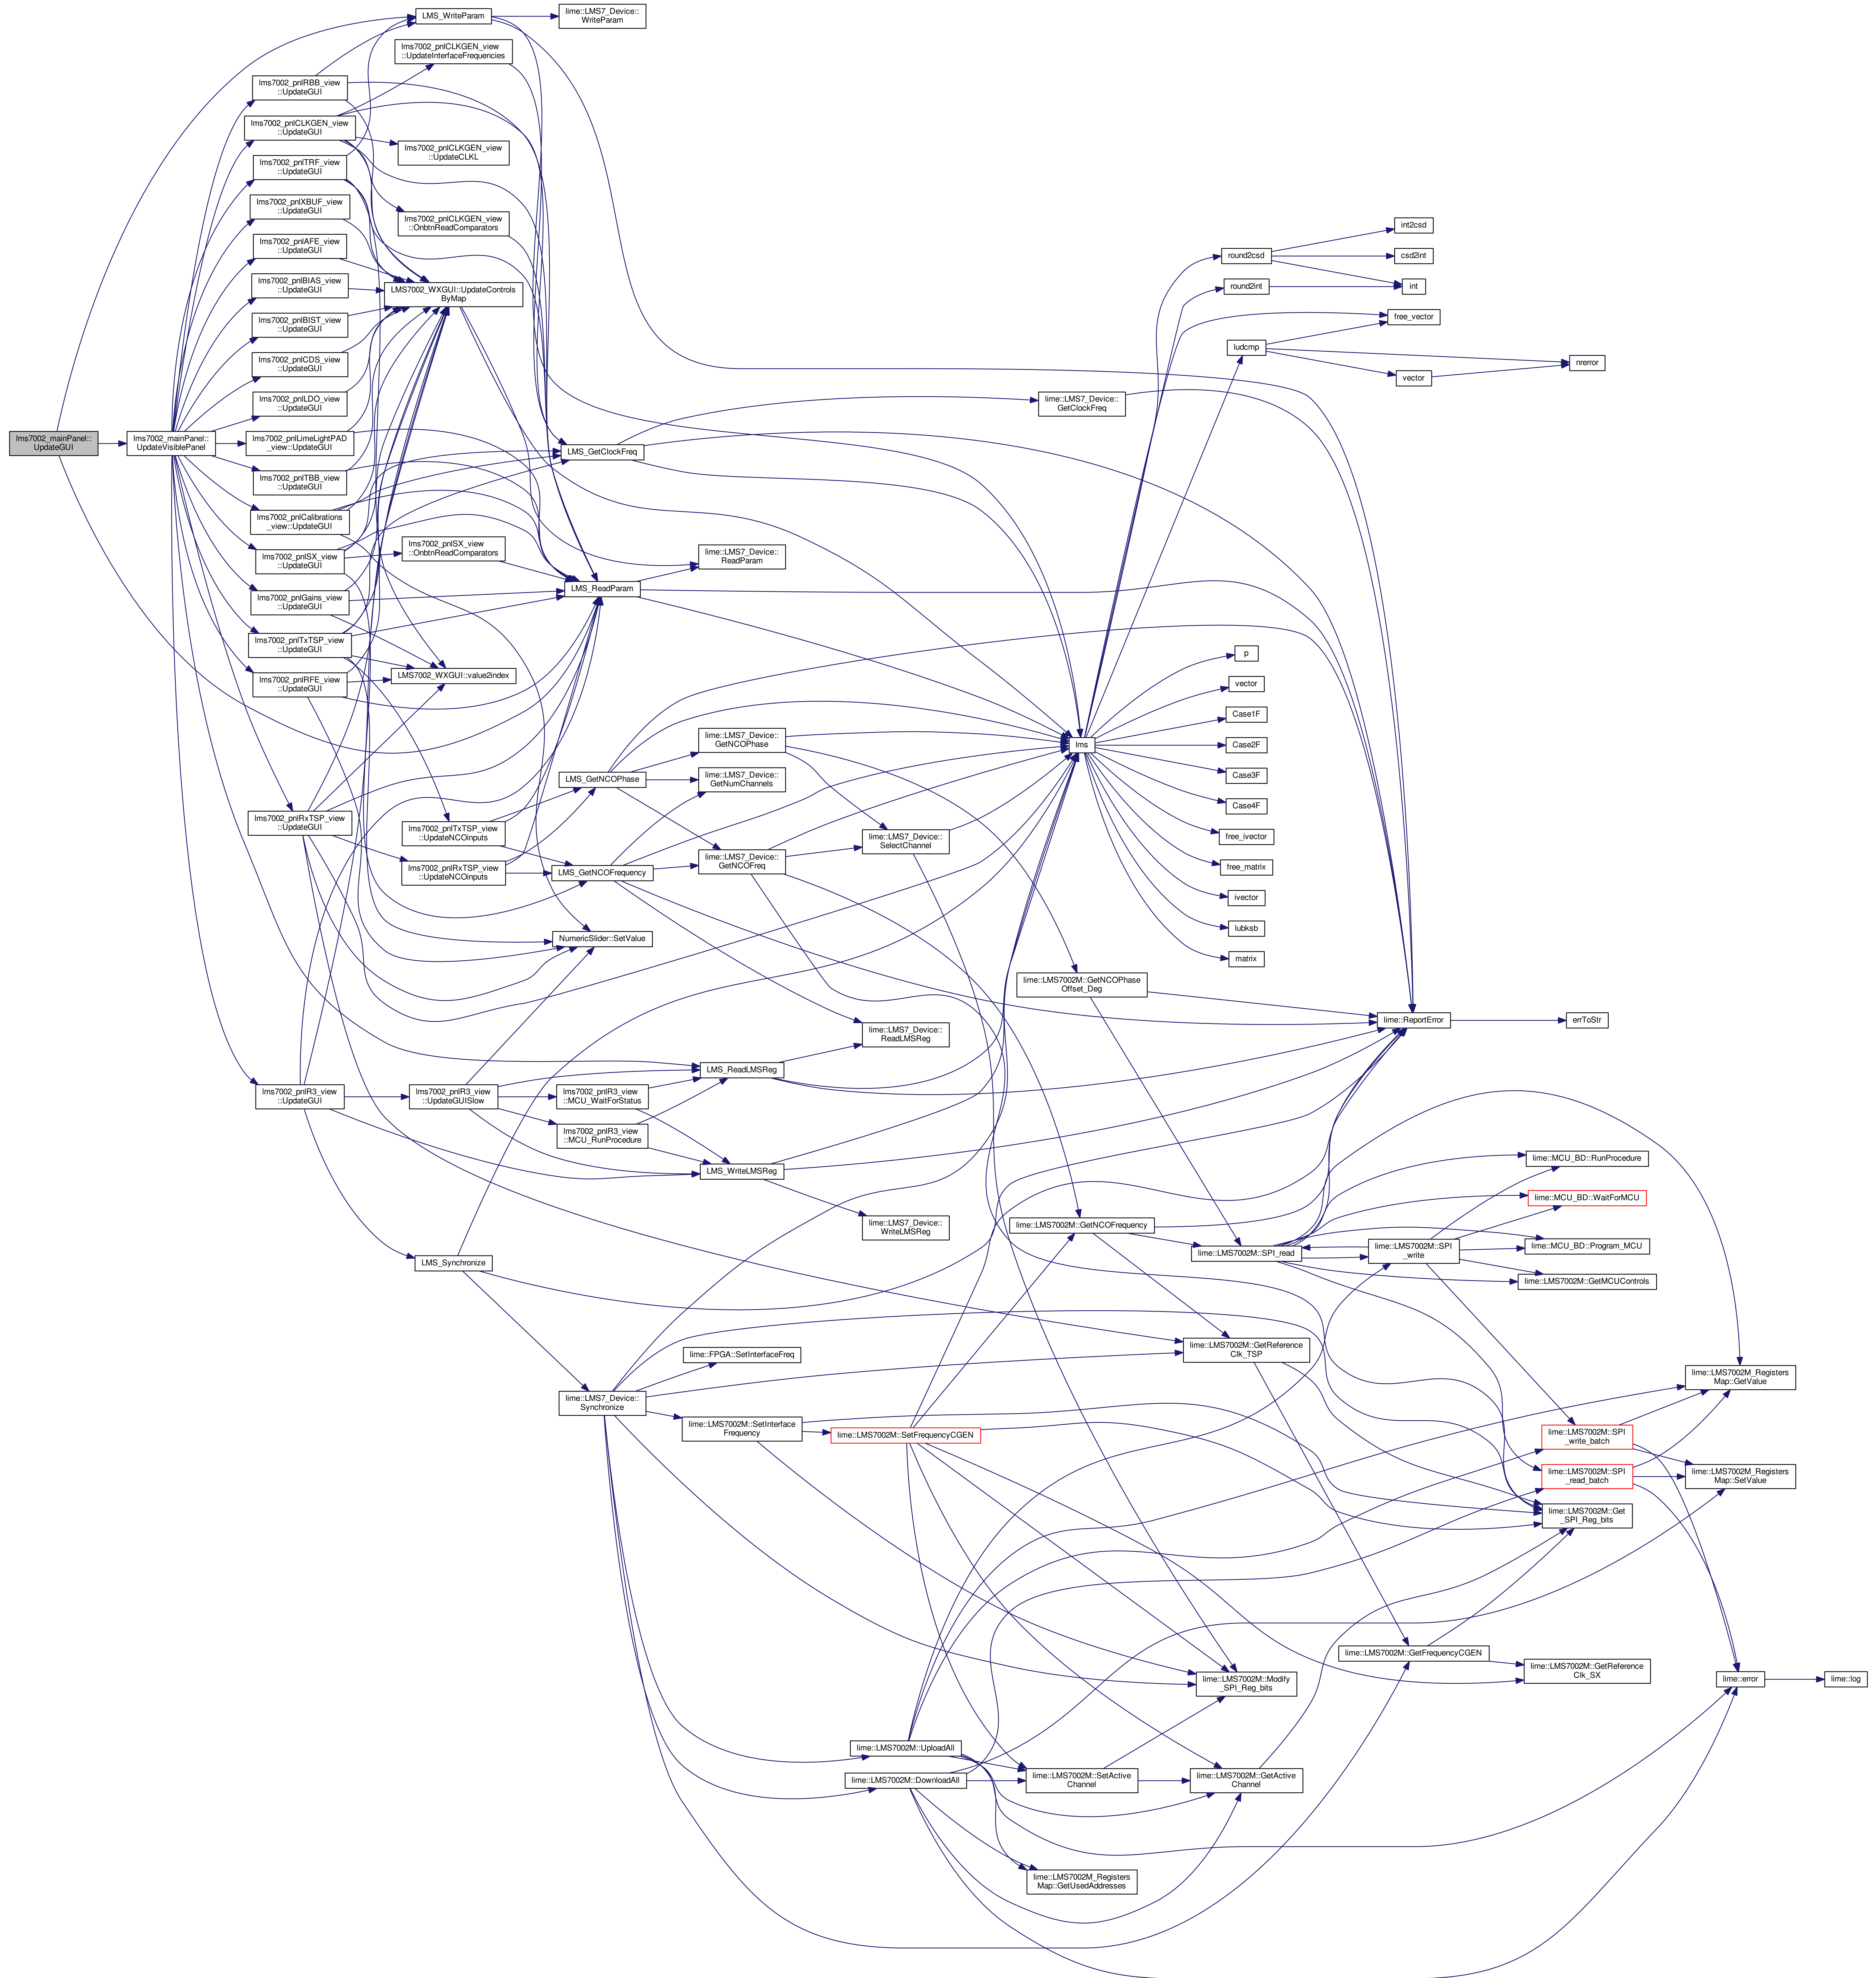 lms7002_mainPanel::
UpdateGUI
lms7002_mainPanel::
UpdateVisiblePanel
lms7002_pnlRBB_view
::UpdateGUI
lms7002_pnlCLKGEN_view
::UpdateGUI
lms7002_pnlTRF_view
::UpdateGUI
lms7002_pnlXBUF_view
::UpdateGUI
lms7002_pnlAFE_view
::UpdateGUI
lms7002_pnlBIAS_view
::UpdateGUI
lms7002_pnlBIST_view
::UpdateGUI
lms7002_pnlCDS_view
::UpdateGUI
lms7002_pnlLDO_view
::UpdateGUI
lms7002_pnlLimeLightPAD
_view::UpdateGUI
lms7002_pnlTBB_view
::UpdateGUI
lms7002_pnlCalibrations
_view::UpdateGUI
lms7002_pnlSX_view
::UpdateGUI
lms7002_pnlGains_view
::UpdateGUI
lms7002_pnlTxTSP_view
::UpdateGUI
lms7002_pnlRFE_view
::UpdateGUI
lms7002_pnlRxTSP_view
::UpdateGUI
lms7002_pnlR3_view
::UpdateGUI
LMS_WriteParam
lms7002_pnlCLKGEN_view
::UpdateInterfaceFrequencies
lms7002_pnlCLKGEN_view
::UpdateCLKL
lms7002_pnlCLKGEN_view
::OnbtnReadComparators
LMS7002_WXGUI::UpdateControls
ByMap
lms7002_pnlSX_view
::OnbtnReadComparators
LMS7002_WXGUI::value2index
lms7002_pnlTxTSP_view
::UpdateNCOinputs
lms7002_pnlRxTSP_view
::UpdateNCOinputs
lms7002_pnlR3_view
::UpdateGUISlow
LMS_Synchronize
lime::LMS7_Device::
WriteParam
LMS_GetClockFreq
LMS_ReadParam
LMS_GetNCOPhase
LMS_GetNCOFrequency
NumericSlider::SetValue
lms7002_pnlR3_view
::MCU_WaitForStatus
lms7002_pnlR3_view
::MCU_RunProcedure
lime::LMS7_Device::
Synchronize
lime::LMS7_Device::
ReadParam
lime::LMS7_Device::
GetNCOPhase
lime::LMS7_Device::
GetNumChannels
lime::LMS7_Device::
GetNCOFreq
LMS_ReadLMSReg
LMS_WriteLMSReg
lime::FPGA::SetInterfaceFreq
lime::LMS7002M::SetInterface
Frequency
lime::LMS7_Device::
SelectChannel
lime::LMS7_Device::
ReadLMSReg
lime::LMS7_Device::
WriteLMSReg
lime::LMS7002M::SetFrequencyCGEN
lime::LMS7002M::UploadAll
lime::LMS7002M::DownloadAll
lime::LMS7_Device::
GetClockFreq
lms
lime::LMS7002M::GetNCOPhase
Offset_Deg
lime::LMS7002M::GetNCOFrequency
lime::LMS7002M::SetActive
Channel
lime::LMS7002M_Registers
Map::GetUsedAddresses
round2csd
round2int
ludcmp
p
vector
Case1F
Case2F
Case3F
Case4F
free_ivector
free_matrix
ivector
lubksb
matrix
lime::LMS7002M::SPI_read
lime::LMS7002M::GetReference
Clk_TSP
lime::LMS7002M::Modify
_SPI_Reg_bits
lime::LMS7002M::GetActive
Channel
int2csd
csd2int
int
free_vector
vector
lime::ReportError
lime::LMS7002M::SPI
_write
lime::LMS7002M::GetFrequencyCGEN
nrerror
errToStr
lime::MCU_BD::RunProcedure
lime::MCU_BD::WaitForMCU
lime::MCU_BD::Program_MCU
lime::LMS7002M::GetMCUControls
lime::LMS7002M::SPI
_write_batch
lime::LMS7002M::SPI
_read_batch
lime::LMS7002M::Get
_SPI_Reg_bits
lime::LMS7002M::GetReference
Clk_SX
lime::LMS7002M_Registers
Map::GetValue
lime::LMS7002M_Registers
Map::SetValue
lime::error
lime::log